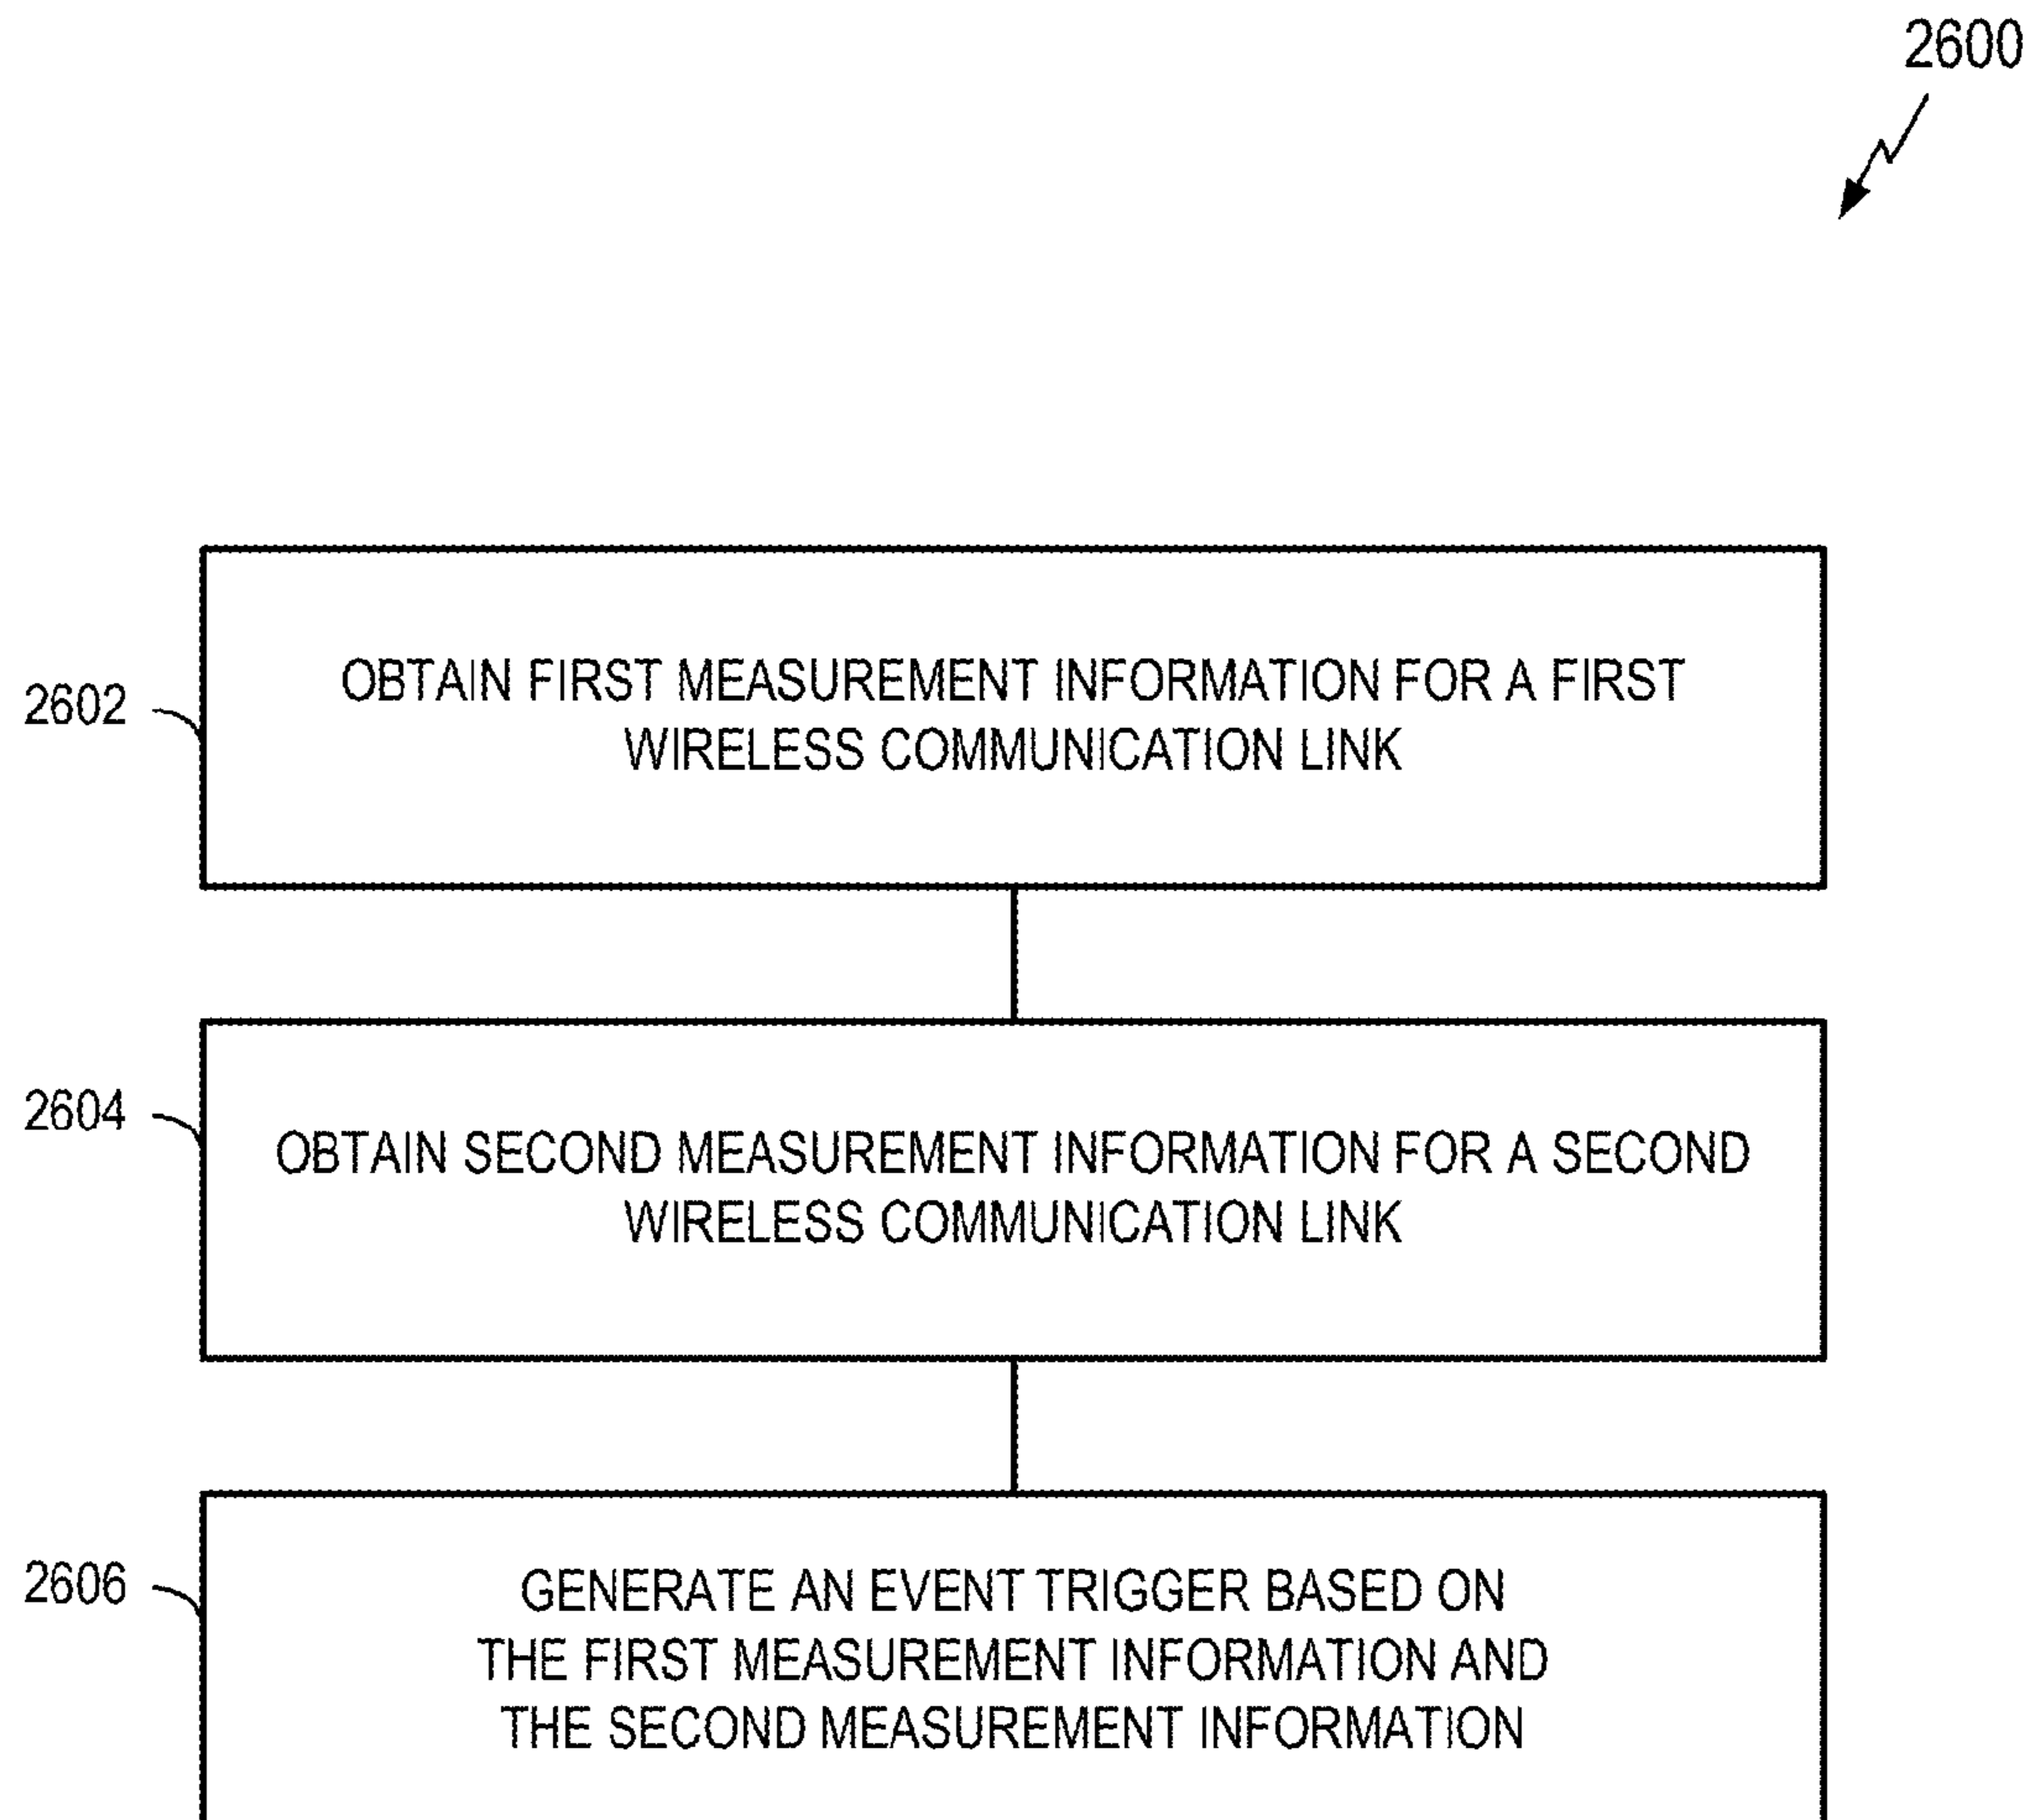 2600
2602
OBTAIN FIRST MEASUREMENT INFORMATION FOR A FIRST
WIRELESS COMMUNICATION LINK
2604
OBTAIN SECOND MEASUREMENT INFORMATION FOR A SECOND
WIRELESS COMMUNICATION LINK
2606
GENERATE AN EVENT TRIGGER BASED ON
THE FIRST MEASUREMENT INFORMATION AND
THE SECOND MEASUREMENT INFORMATION